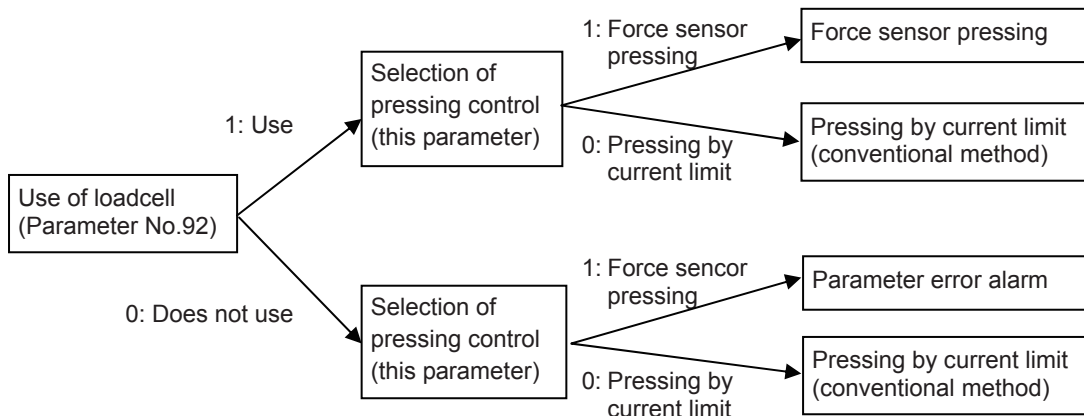 Use of loadcell
(Parameter No.92)
1: Use
Selection of
pressing control
(this parameter)
1: Force sensor
pressing
Force sensor pressing
0: Pressing by
current limit
Pressing by current limit
(conventional method)
0: Does not use
Selection of
pressing control
(this parameter)
1: Force sencor
pressing
Parameter error alarm
0: Pressing by
current limit
Pressing by current limit
(conventional method)